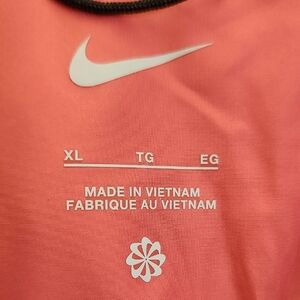 XL TG EG
MADE IN VIETNAM
FABRIQUE AU VIETNAM